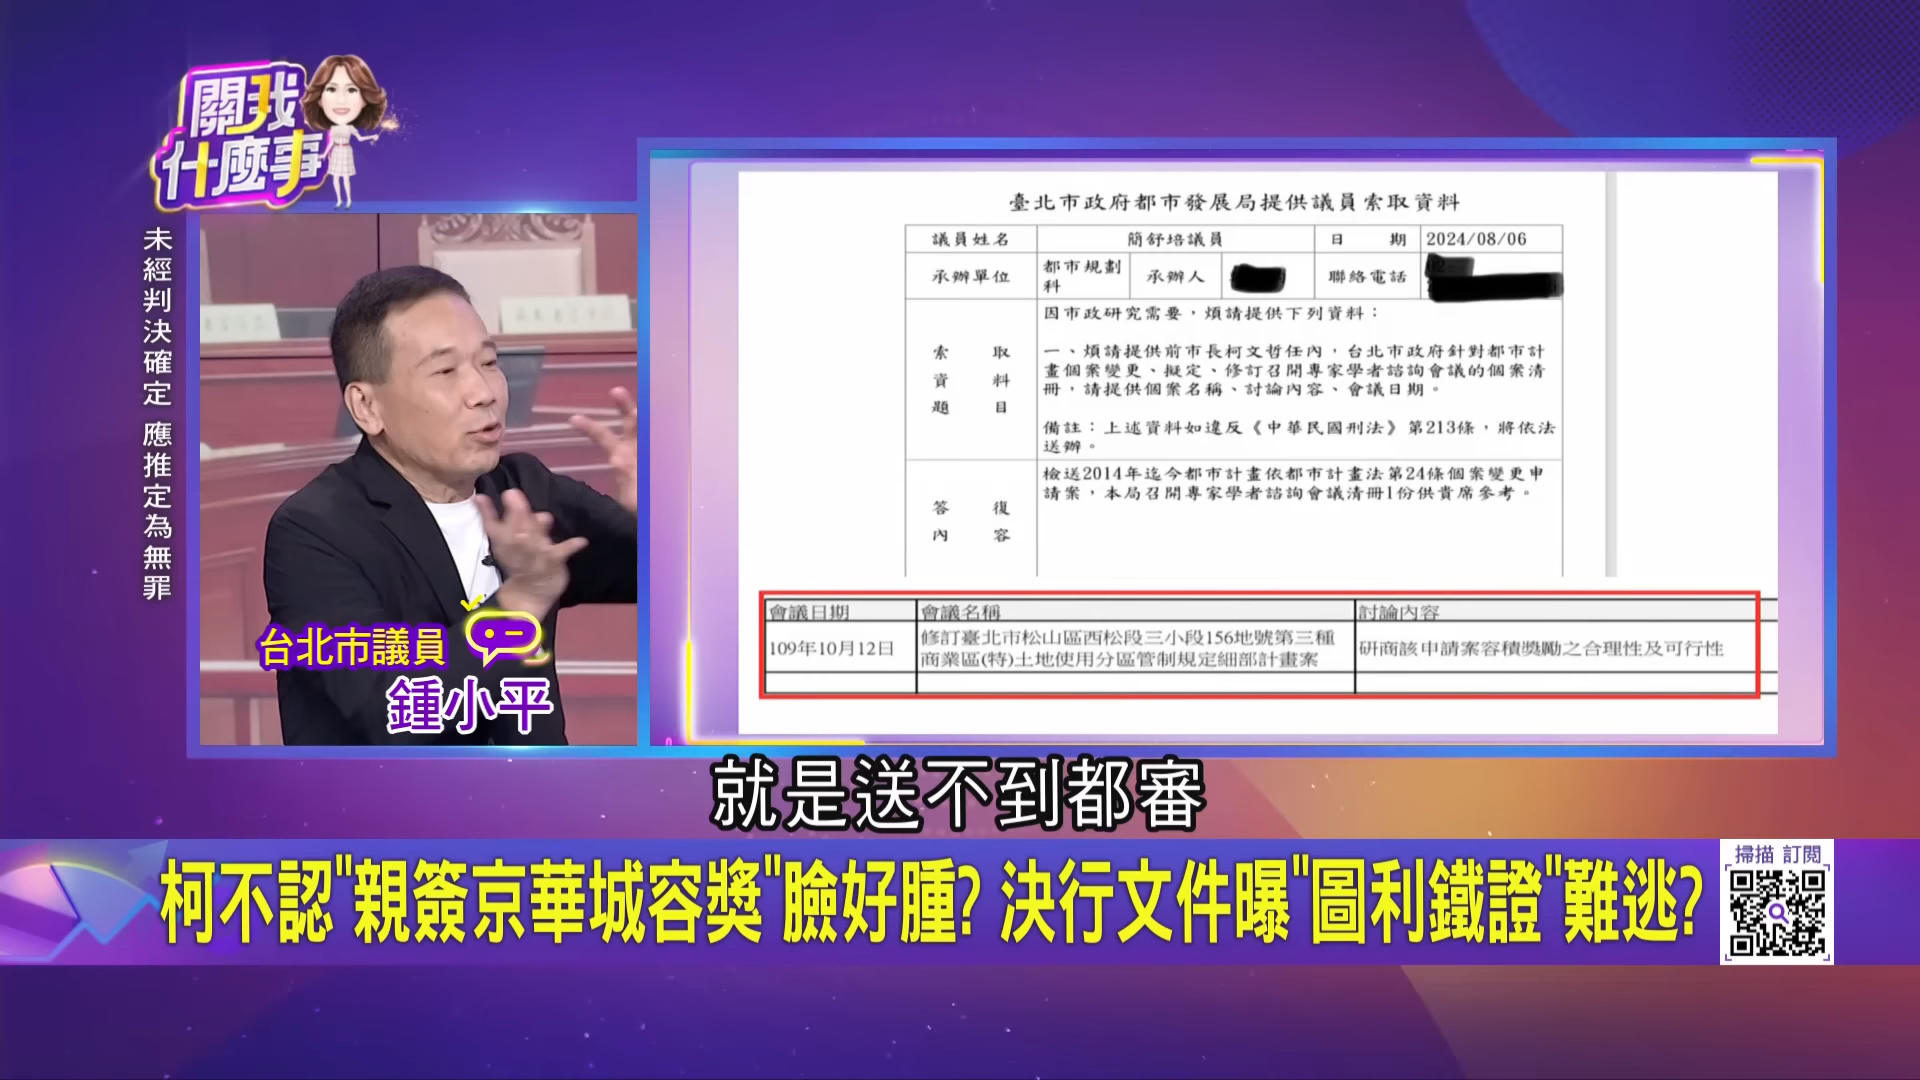 關我
什麼事
未經判決確定 應推定為無罪
臺北市政府都市發展局提供議員索取資料
議員姓名 簡舒培議員 日 期 2024/08/06
承辦單位 都市規劃科 承辦人 聯絡電話
索取資料題目
因市政研究需要，煩請提供下列資料：
一、煩請提供前市長柯文哲任內，台北市政府針對都市計
畫個案變更、擬定、修訂召開專家學者諮詢會議的個案清
冊，請提供個案名稱、討論內容、會議日期。
備註：上述資料如違反《中華民國刑法》第213條，將依法
送辦。
答復內容
檢送2014年迄今都市計畫依都市計畫法第24條個案變更申
請案，本局召開專家學者諮詢會議清冊1份供貴席參考。
會議日期 會議名稱 討論內容
109年10月12日 修訂臺北市松山區西松段三小段156地號第三種
商業區(特)土地使用分區管制規定細部計畫案 研商該申請案容積獎勵之合理性及可行性
台北市議員
鍾小平
就是送不到都審
柯不認"親簽京華城容獎"臉好腫? 決行文件曝"圖利鐵證"難逃?
掃描 訂閱